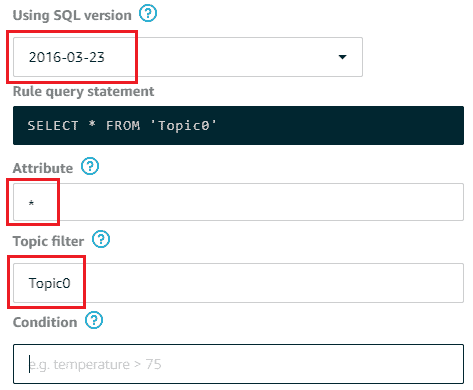 Using SQL version ?
2016-03-23
Rule query statement
SELECT * FROM 'Topic0'
Attribute ?
*
Topic filter ?
Topic0
Condition ?
e.g. temperature > 75